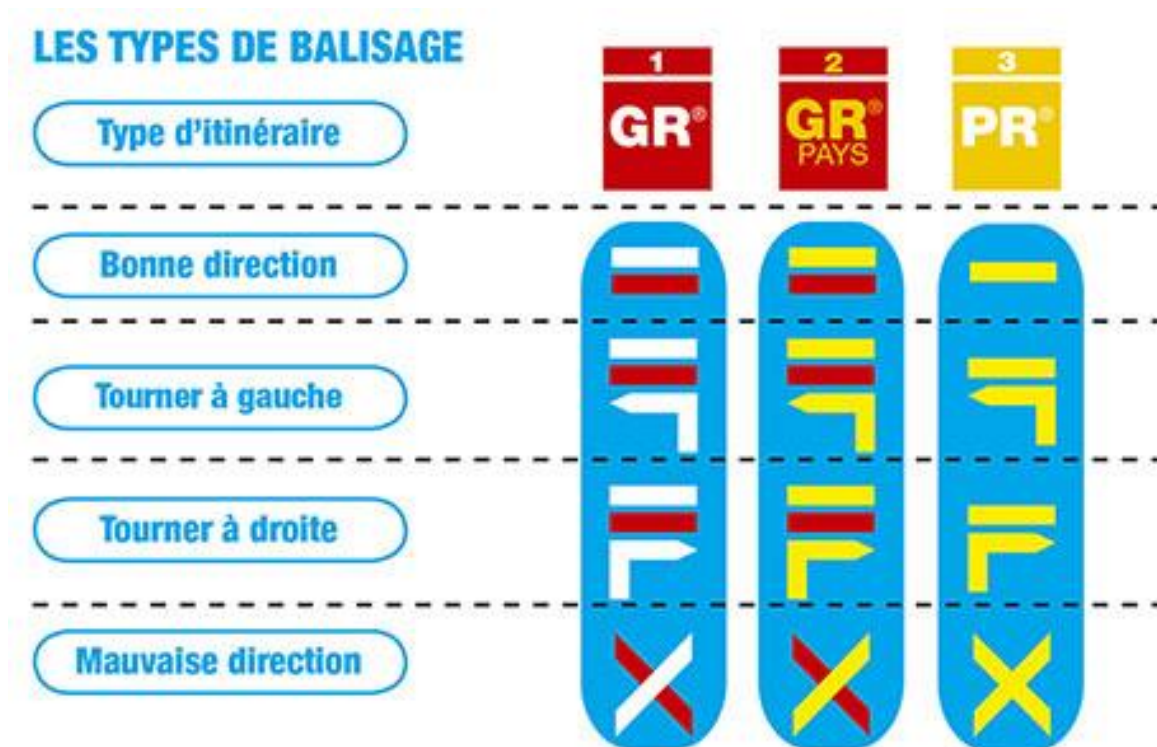 LES TYPES DE BALISAGE
1
2
3
Type d'itinéraire
GR®
GR®
PAYS
PR®
Bonne direction
Tourner à gauche
Tourner à droite
Mauvaise direction